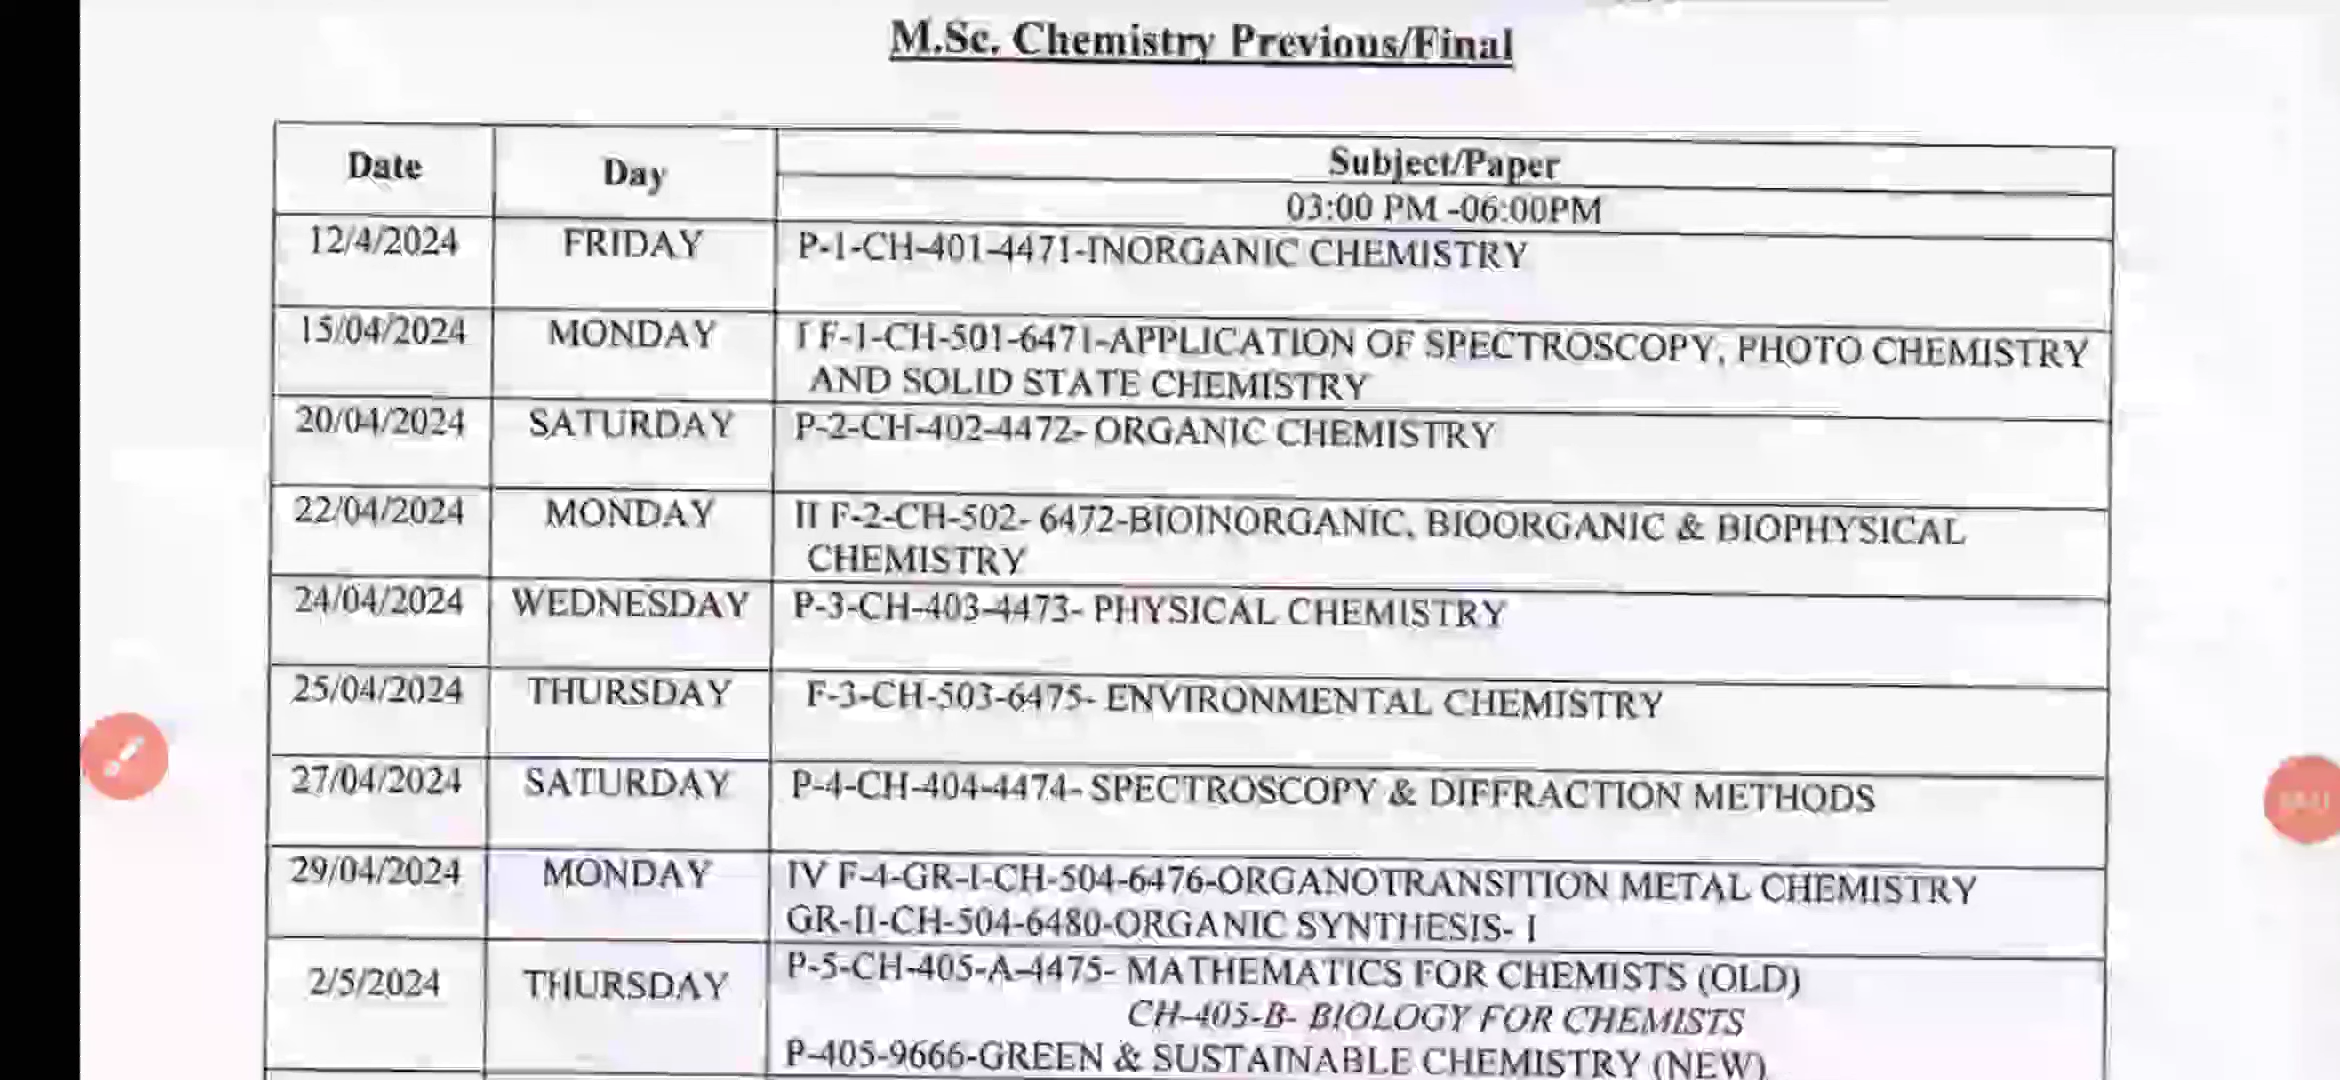 M.Sc. Chemistry Previous/Final
Date Day Subject/Paper
03:00 PM -06:00PM
12/4/2024 FRIDAY P-1-CH-401-4471-INORGANIC CHEMISTRY
15/04/2024 MONDAY I F-1-CH-501-6471-APPLICATION OF SPECTROSCOPY, PHOTO CHEMISTRY
AND SOLID STATE CHEMISTRY
20/04/2024 SATURDAY P-2-CH-402-4472- ORGANIC CHEMISTRY
22/04/2024 MONDAY II F-2-CH-502- 6472-BIOINORGANIC, BIOORGANIC & BIOPHYSICAL
CHEMISTRY
24/04/2024 WEDNESDAY P-3-CH-403-4473- PHYSICAL CHEMISTRY
25/04/2024 THURSDAY F-3-CH-503-6475- ENVIRONMENTAL CHEMISTRY
27/04/2024 SATURDAY P-4-CH-404-4474- SPECTROSCOPY & DIFFRACTION METHODS
29/04/2024 MONDAY IV F-4-GR-I-CH-504-6476-ORGANOTRANSITION METAL CHEMISTRY
GR-II-CH-504-6480-ORGANIC SYNTHESIS- I
2/5/2024 THURSDAY P-5-CH-405-A-4475- MATHEMATICS FOR CHEMISTS (OLD)
CH-405-B- BIOLOGY FOR CHEMISTS
P-405-9666-GREEN & SUSTAINABLE CHEMISTRY (NEW)